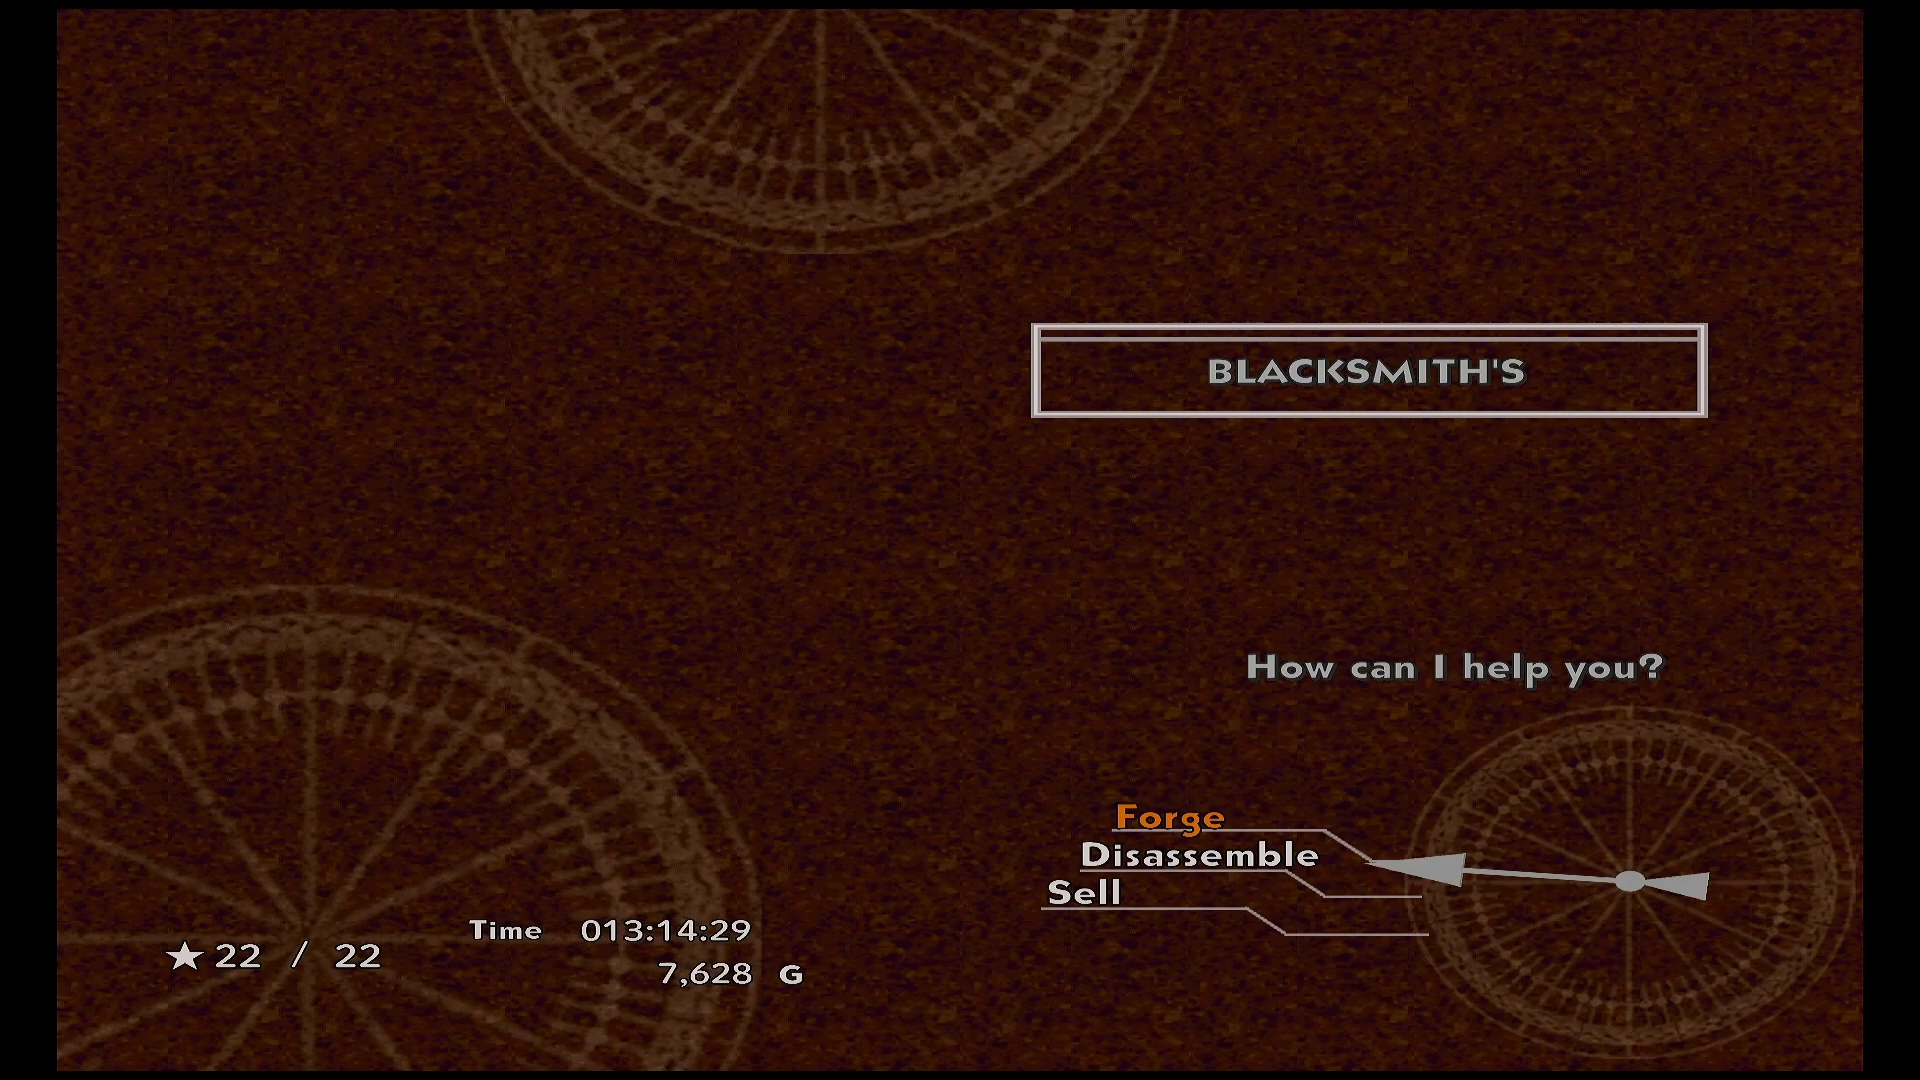 BLACKSMITH'S
How can I help you?
Forge
Disassemble
Sell
Time 013:14:29
★ 22 / 22
7,628 G